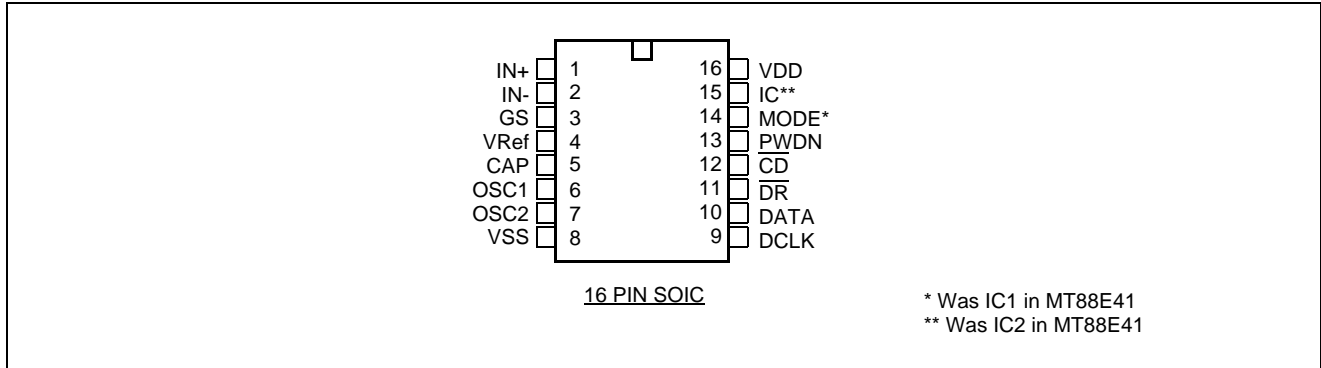 IN+ 1 16 VDD
IN- 2 15 IC**
GS 3 14 MODE*
VRef 4 13 PWDN
CAP 5 12 CD
OSC1 6 11 DR
OSC2 7 10 DATA
VSS 8 9 DCLK
16 PIN SOIC
* Was IC1 in MT88E41
** Was IC2 in MT88E41